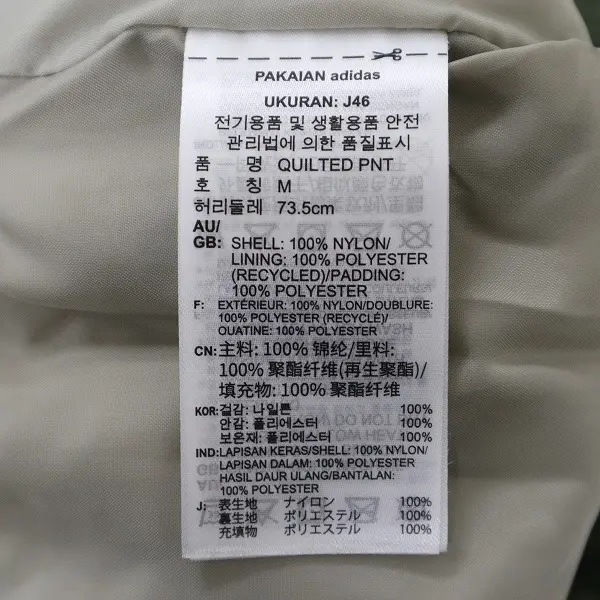 PAKAIAN adidas
UKURAN: J46
전기용품 및 생활용품 안전
관리법에 의한 품질표시
품 명 QUILTED PNT
호 칭 M
허리둘레 73.5cm
AU/
GB: SHELL: 100% NYLON/
LINING: 100% POLYESTER
(RECYCLED)/PADDING:
100% POLYESTER
F: EXTÉRIEUR: 100% NYLON/DOUBLURE:
100% POLYESTER (RECYCLÉ)/
OUATINE: 100% POLYESTER
CN: 主料: 100% 锦纶/里料:
100% 聚酯纤维(再生聚酯)/
填充物: 100% 聚酯纤维
KOR: 겉감: 나일론 100%
안감: 폴리에스터 100%
보온재: 폴리에스터 100%
IND: LAPISAN KERAS/SHELL: 100% NYLON/
LAPISAN DALAM: 100% POLYESTER
HASIL DAUR ULANG/BANTALAN:
100% POLYESTER
J: 表生地 ナイロン 100%
裏生地 ポリエステル 100%
充填物 ポリエステル 100%